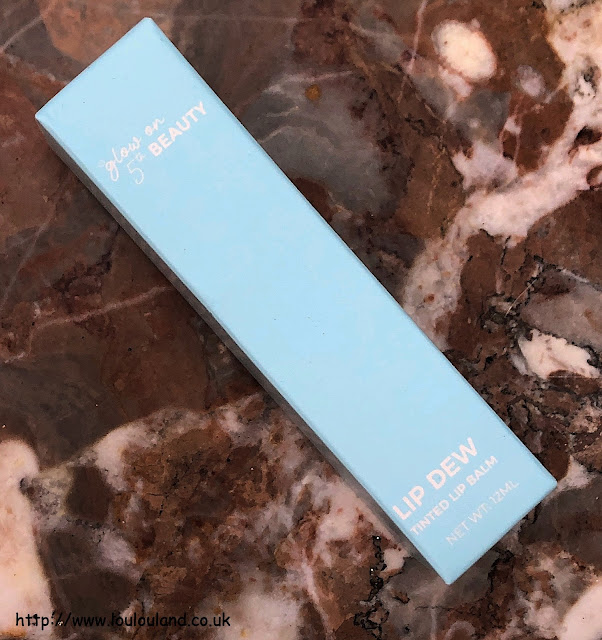 glow on
5th BEAUTY
LIP DEW
TINTED LIP BALM
NET WT: 12ML
http://www.loulouland.co.uk